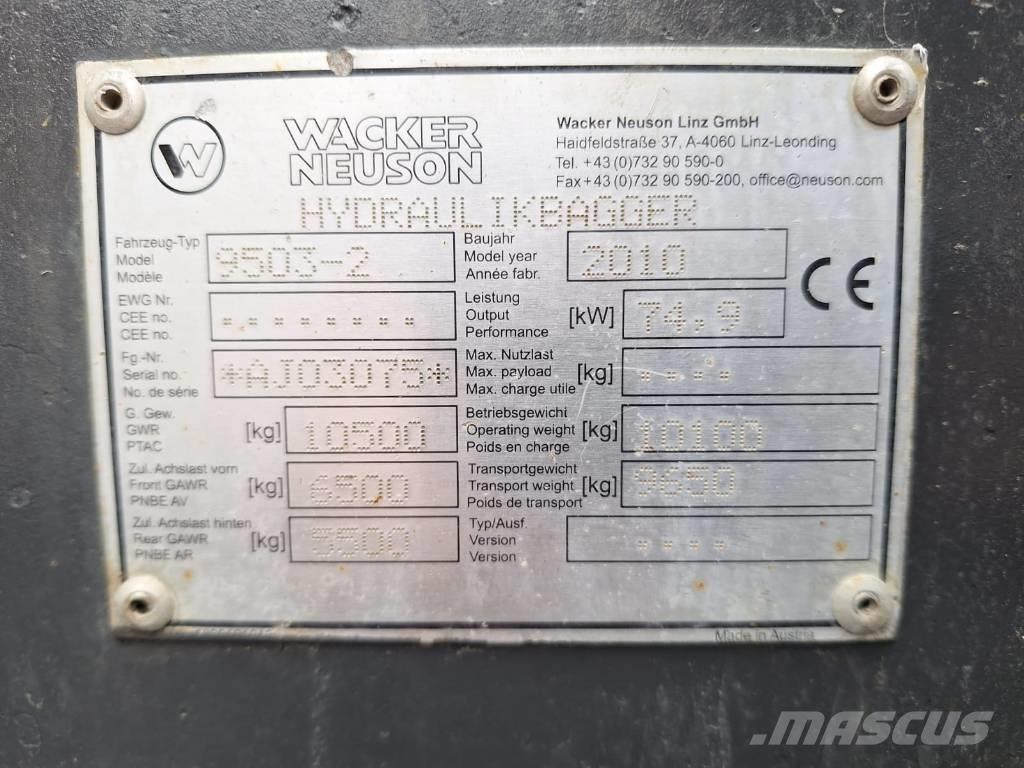 W
WACKER
NEUSON
Wacker Neuson Linz GmbH
Haidfeldstraße 37, A-4060 Linz-Leonding
Tel. +43 (0)732 90 590-0
Fax+43 (0)732 90 590-200, office@neuson.com
HYDRAULIKBAGGER
Fahrzeug-Typ
Model
Modèle
9503-2
Baujahr
Model year
Année fabr.
2010
CE
EWG Nr.
CEE no.
CEE no.
........
Leistung
Output
Performance
[kW]
74,9
Fg.-Nr.
Serial no.
No. de série
*AJ03075*
Max. Nutzlast
Max. payload
Max. charge utile
[kg]
....
G. Gew.
GWR
PTAC
[kg]
10500
Betriebsgewicht
Operating weight
Poids en charge
[kg]
10100
Zul. Achslast vorn
Front GAWR
PNBE AV
[kg]
6500
Transportgewicht
Transport weight
Poids de transport
[kg]
9650
Zul. Achslast hinten
Rear GAWR
PNBE AR
[kg]
5500
Typ/Ausf.
Version
Version
....
Made in Austria
MASCUS